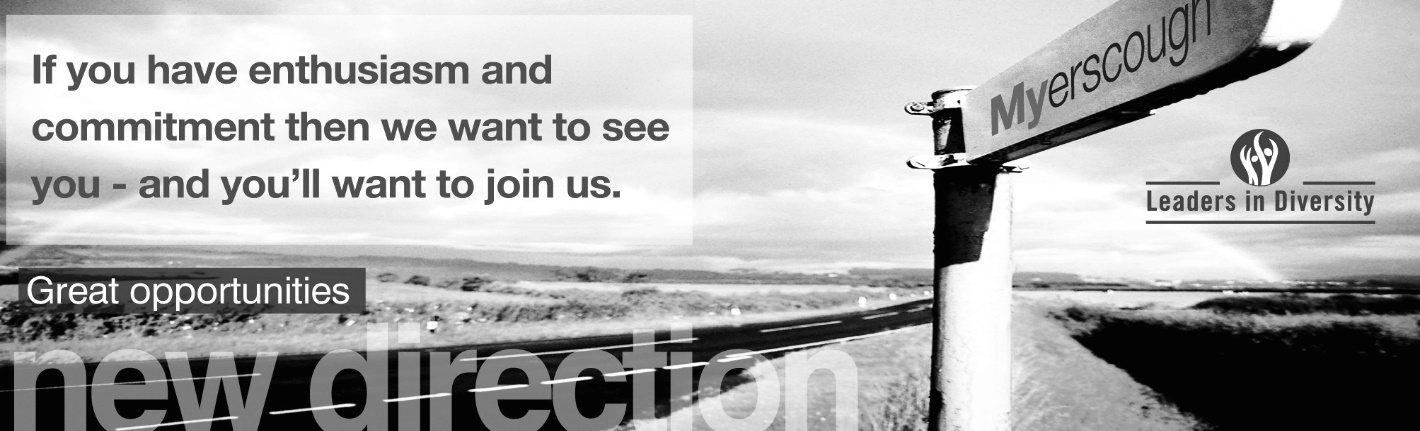 If you have enthusiasm and
commitment then we want to see
you - and you’ll want to join us.
Myerscough
Leaders in Diversity
Great opportunities
new direction